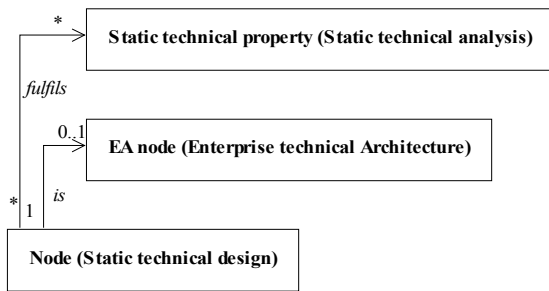 *
Static technical property (Static technical analysis)
fulfils
0..1
EA node (Enterprise technical Architecture)
is
* 1
Node (Static technical design)